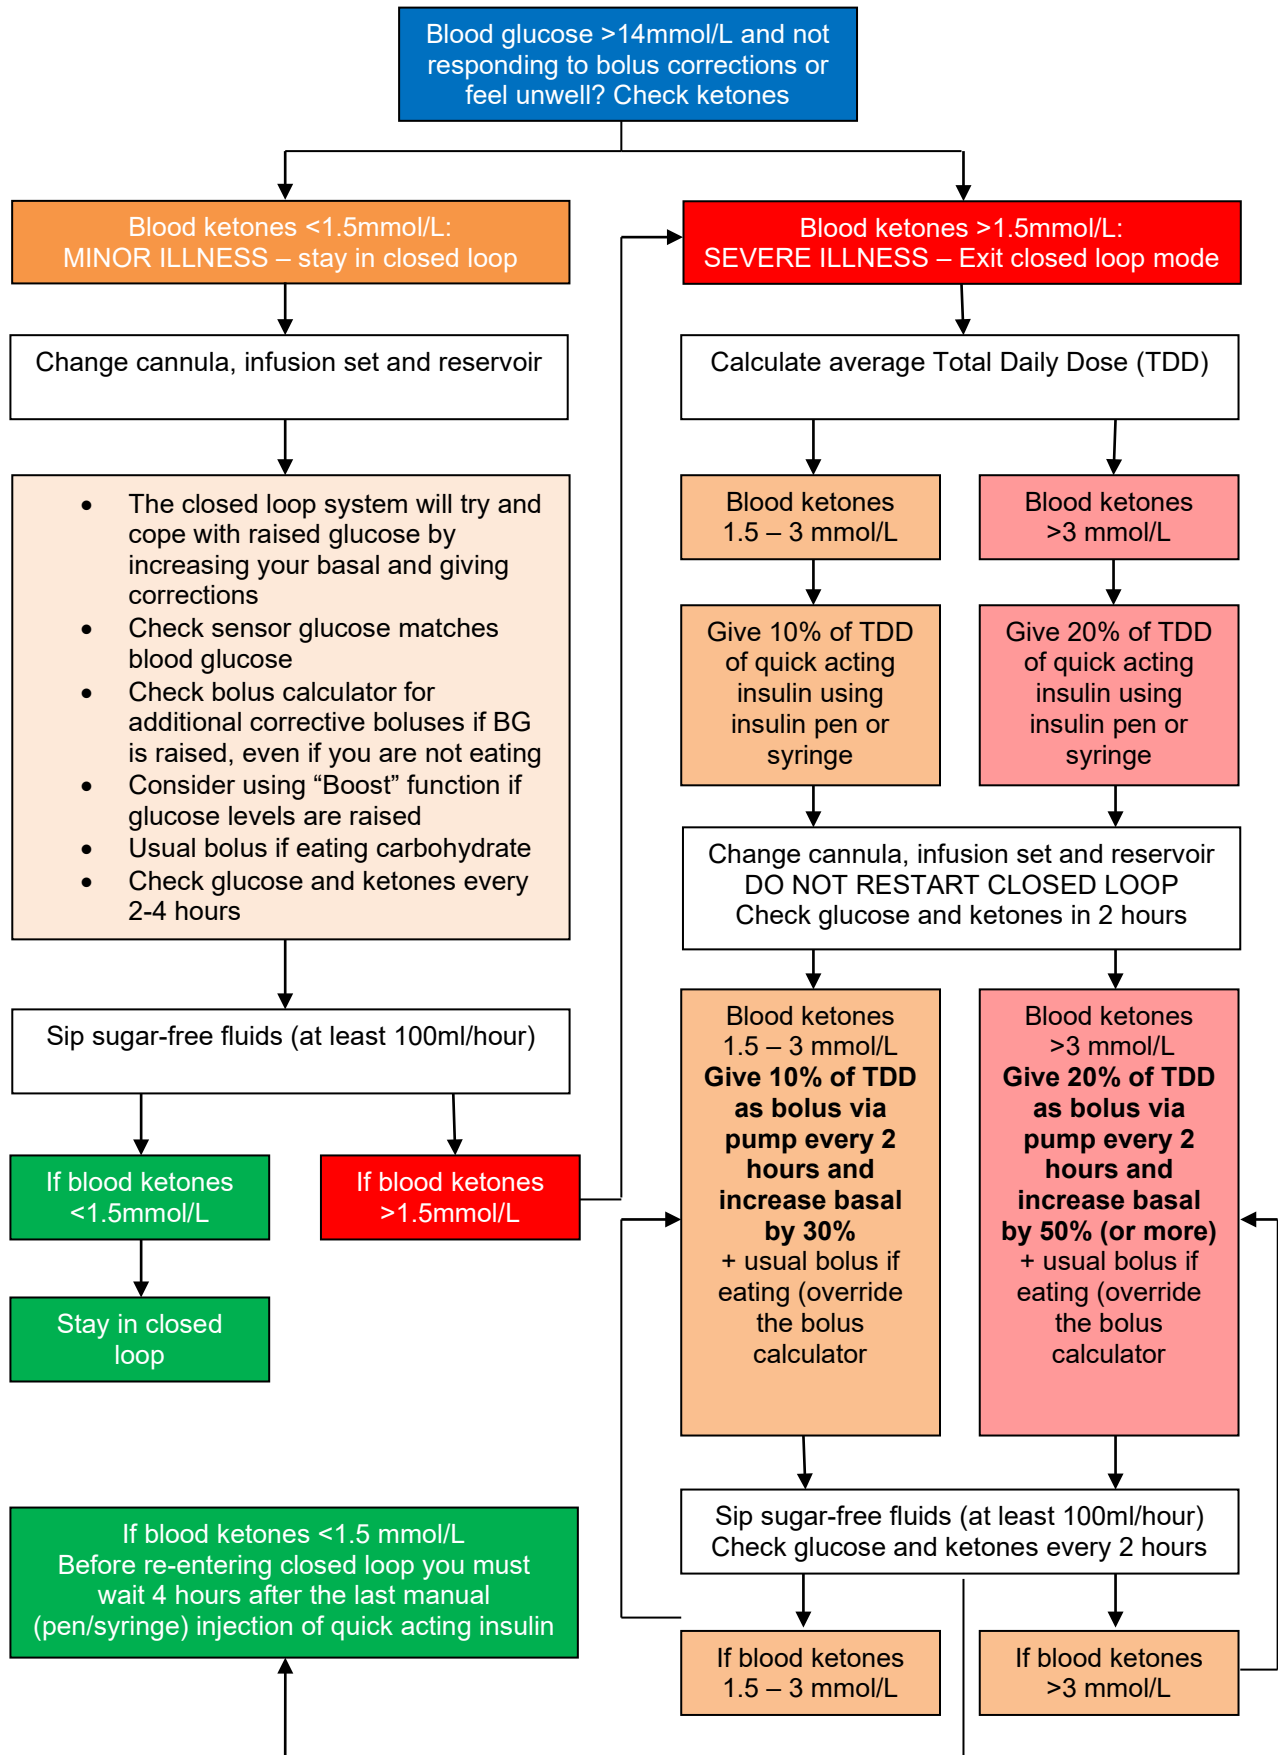 Blood glucose >14mmol/L and not
responding to bolus corrections or
feel unwell? Check ketones
Blood ketones <1.5mmol/L:
MINOR ILLNESS – stay in closed loop
Blood ketones >1.5mmol/L:
SEVERE ILLNESS – Exit closed loop mode
Change cannula, infusion set and reservoir
Calculate average Total Daily Dose (TDD)
• The closed loop system will try and
cope with raised glucose by
increasing your basal and giving
corrections
• Check sensor glucose matches
blood glucose
• Check bolus calculator for
additional corrective boluses if BG
is raised, even if you are not eating
• Consider using “Boost” function if
glucose levels are raised
• Usual bolus if eating carbohydrate
• Check glucose and ketones every
2-4 hours
Blood ketones
1.5 – 3 mmol/L
Blood ketones
>3 mmol/L
Give 10% of TDD
of quick acting
insulin using
insulin pen or
syringe
Give 20% of TDD
of quick acting
insulin using
insulin pen or
syringe
Change cannula, infusion set and reservoir
DO NOT RESTART CLOSED LOOP
Check glucose and ketones in 2 hours
Sip sugar-free fluids (at least 100ml/hour)
Blood ketones
1.5 – 3 mmol/L
Give 10% of TDD
as bolus via
pump every 2
hours and
increase basal
by 30%
+ usual bolus if
eating (override
the bolus
calculator
Blood ketones
>3 mmol/L
Give 20% of TDD
as bolus via
pump every 2
hours and
increase basal
by 50% (or more)
+ usual bolus if
eating (override
the bolus
calculator
If blood ketones
<1.5mmol/L
If blood ketones
>1.5mmol/L
Stay in closed
loop
If blood ketones <1.5 mmol/L
Before re-entering closed loop you must
wait 4 hours after the last manual
(pen/syringe) injection of quick acting insulin
Sip sugar-free fluids (at least 100ml/hour)
Check glucose and ketones every 2 hours
If blood ketones
1.5 – 3 mmol/L
If blood ketones
>3 mmol/L